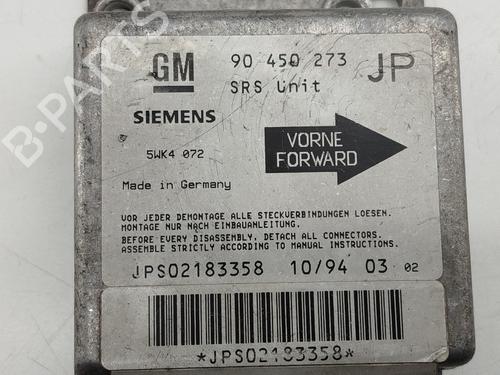 GM
90 450 273 JP
SRS Unit
SIEMENS
5WK4 072
VORNE
FORWARD
Made in Germany
VOR JEDER DEMONTAGE ALLE STECKVERBINDUNGEN LOESEN.
MONTAGE NUR NACH EINBAUANLEITUNG.
BEFORE EVERY DISASSEMBLY, DETACH ALL CONNECTORS.
ASSEMBLE STRICTLY ACCORDING TO MANUAL INSTRUCTIONS.
JPS02183358 10/94 03 02
*JPS02183358*
B-PARTS